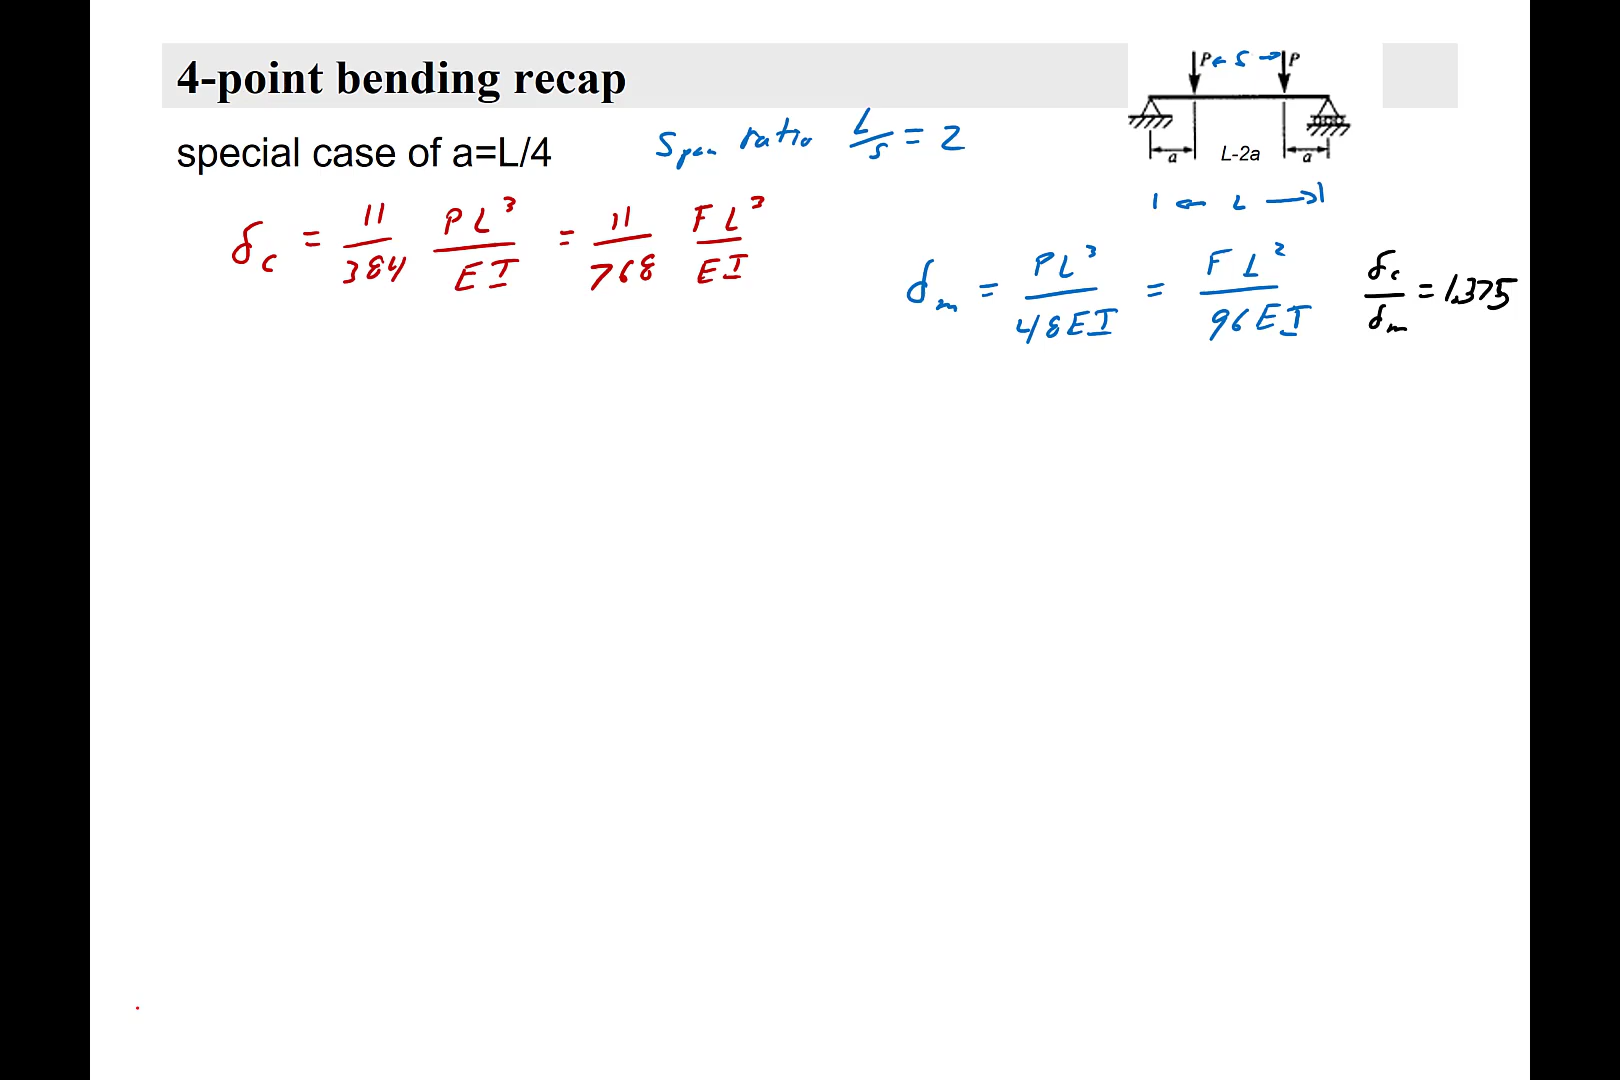 4-point bending recap
P ← S → P
special case of a=L/4
Span ratio L/S = 2
a L-2a a
← L →
δc = 11/384 PL³/EI = 11/768 FL³/EI
δm = PL³/48EI = FL²/96EI
δc/δm = 1.375